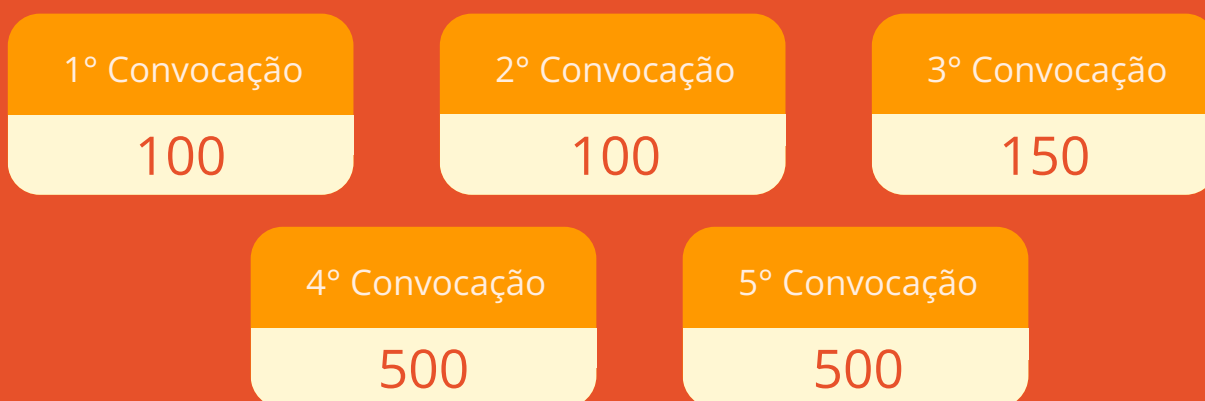 1° Convocação
100
2° Convocação
100
3° Convocação
150
4° Convocação
500
5° Convocação
500